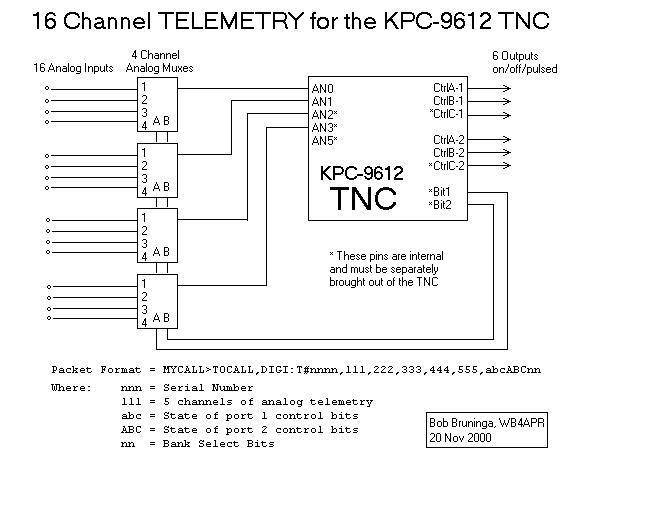 16 Channel TELEMETRY for the KPC-9612 TNC
4 Channel
Analog Muxes
16 Analog Inputs
6 Outputs
on/off/pulsed
1
2
3
4 A B
1
2
3
4 A B
1
2
3
4 A B
1
2
3
4 A B
AN0
AN1
AN2*
AN3*
AN5*
KPC-9612
TNC
CtrlA-1
CtrlB-1
*CtrlC-1
CtrlA-2
CtrlB-2
*CtrlC-2
*Bit1
*Bit2
* These pins are internal
and must be separately
brought out of the TNC
Packet Format = MYCALL>TOCALL,DIGI:T#nnnn,111,222,333,444,555,abcABCnn
Where: nnn = Serial Number
111 = 5 channels of analog telemetry
abc = State of port 1 control bits
ABC = State of port 2 control bits
nn = Bank Select Bits
Bob Bruninga, WB4APR
20 Nov 2000